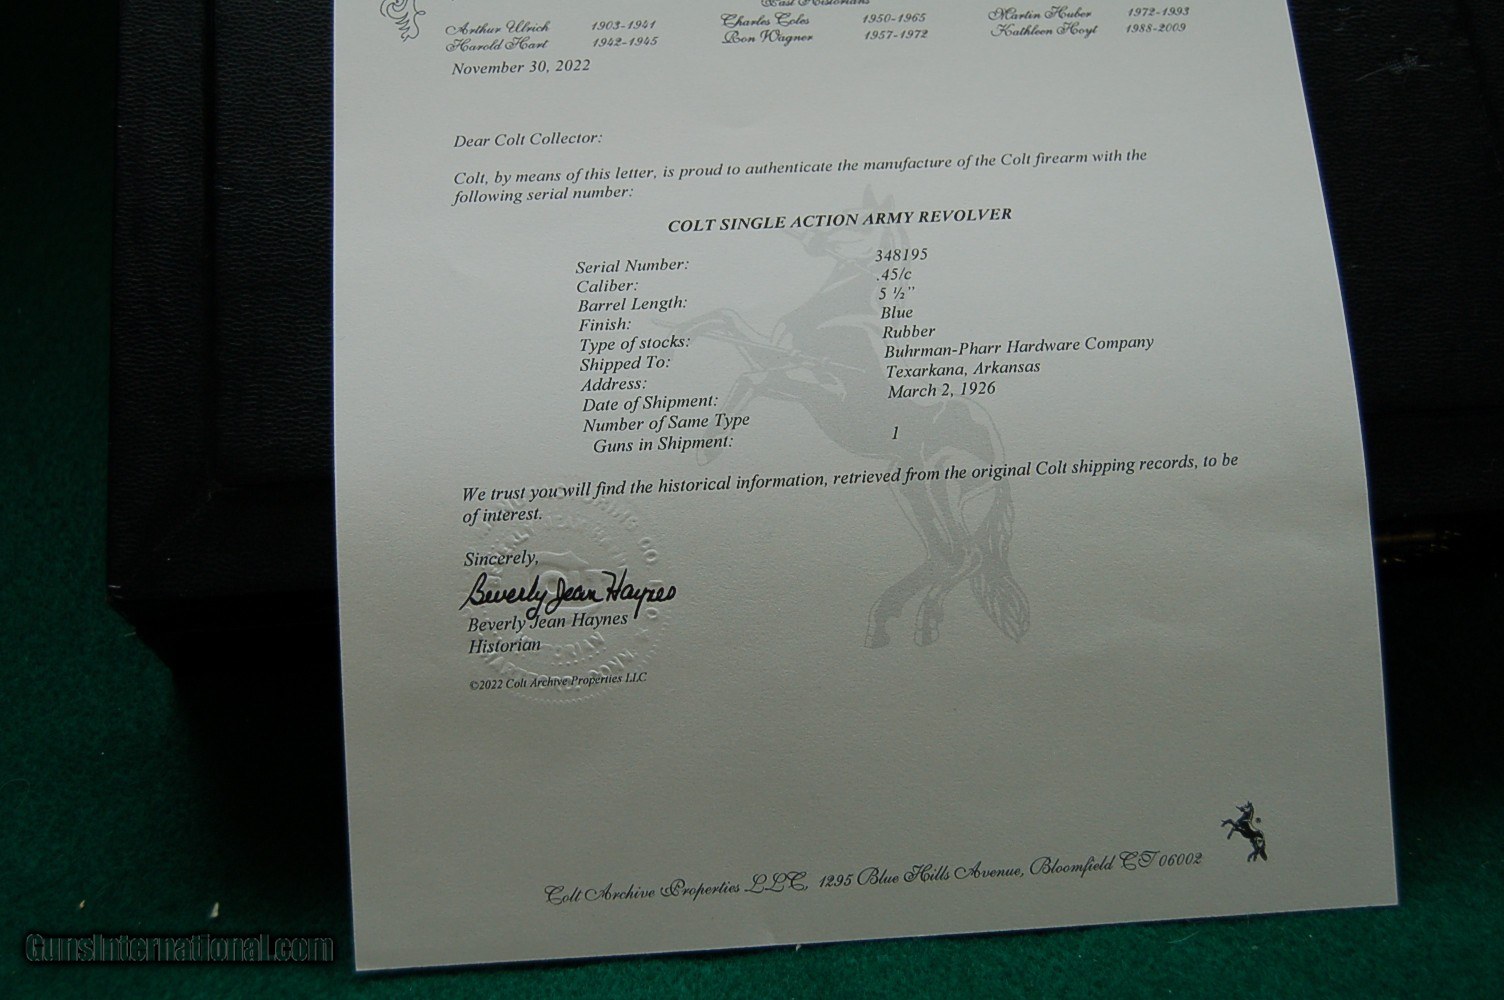 Past Historians
Arthur Ulrich 1903-1941 Charles Coles 1950-1965 Martin Huber 1972-1993
Harold Hart 1942-1945 Ron Wagner 1957-1972 Kathleen Hoyt 1988-2009
November 30, 2022
Dear Colt Collector:
Colt, by means of this letter, is proud to authenticate the manufacture of the Colt firearm with the
following serial number:
COLT SINGLE ACTION ARMY REVOLVER
Serial Number: 348195
Caliber: .45/c
Barrel Length: 5 ½"
Finish: Blue
Type of stocks: Rubber
Shipped To: Buhrman-Pharr Hardware Company
Address: Texarkana, Arkansas
Date of Shipment: March 2, 1926
Number of Same Type
Guns in Shipment: 1
We trust you will find the historical information, retrieved from the original Colt shipping records, to be
of interest.
Sincerely,
Beverly Jean Haynes
Beverly Jean Haynes
Historian
HISTORIAN
©2022 Colt Archive Properties LLC
Colt Archive Properties LLC, 1295 Blue Hills Avenue, Bloomfield CT 06002
GunsInternational.com